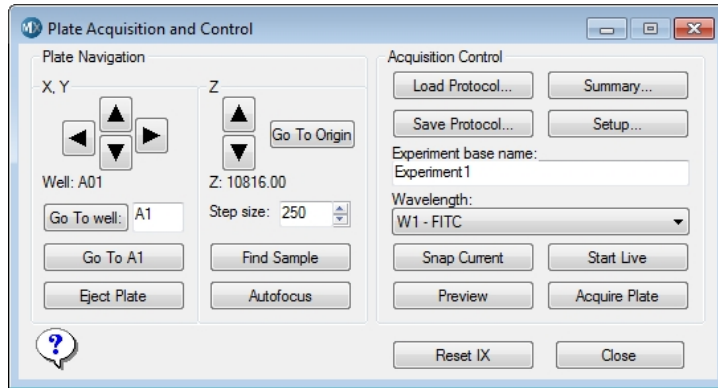 MX Plate Acquisition and Control
Plate Navigation
X, Y
Well: A01
Go To well: A1
Go To A1
Eject Plate
Z
Go To Origin
Z: 10816.00
Step size: 250
Find Sample
Autofocus
Acquisition Control
Load Protocol... Summary...
Save Protocol... Setup...
Experiment base name:
Experiment1
Wavelength:
W1 - FITC
Snap Current Start Live
Preview Acquire Plate
? Reset IX Close